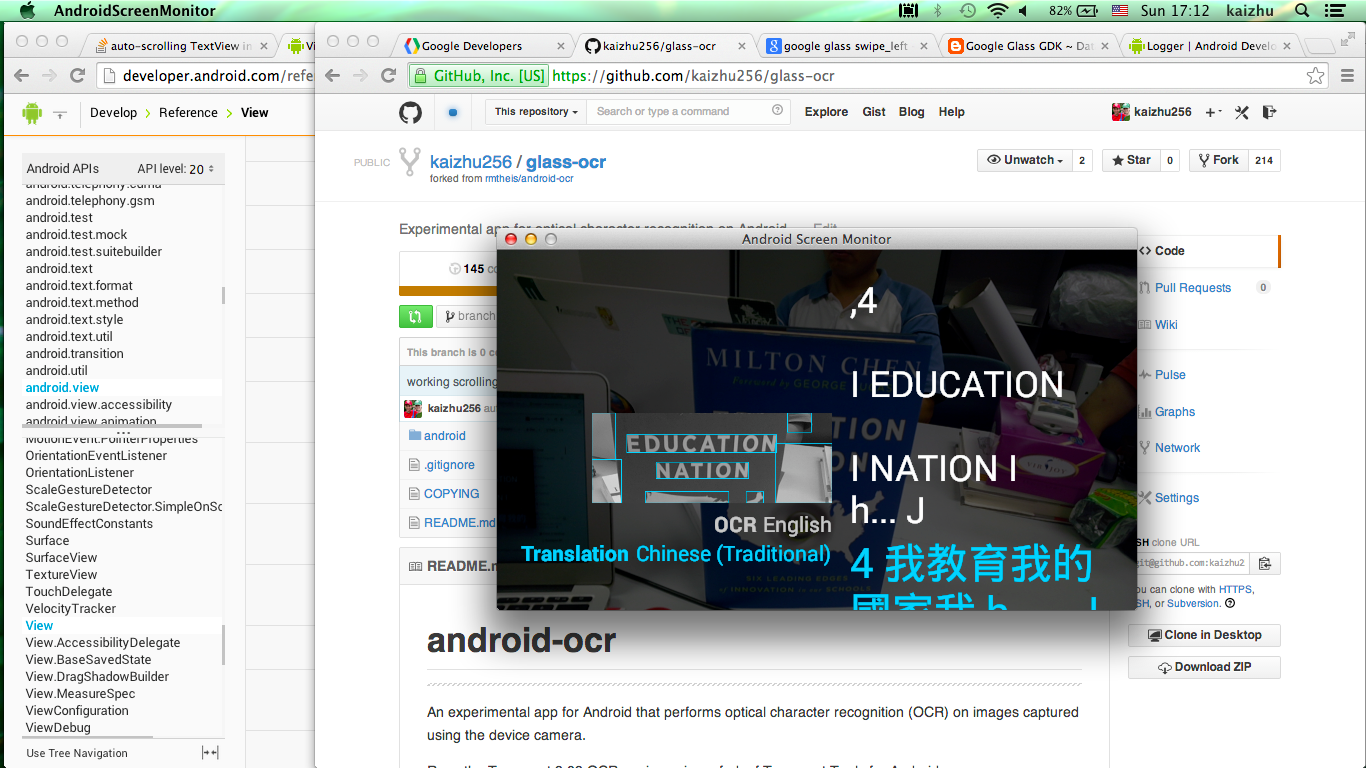 AndroidScreenMonitor
82%
Sun 17:12
kaizhu
auto-scrolling TextView in
developer.android.com/refe
Develop
Reference
View
Android APIs
API level: 20
android.telephony.cdma
android.telephony.gsm
android.test
android.test.mock
android.test.suitebuilder
android.text
android.text.format
android.text.method
android.text.style
android.text.util
android.transition
android.util
android.view
android.view.accessibility
android.view.animation
MotionEvent.PointerProperties
OrientationEventListener
OrientationListener
ScaleGestureDetector
ScaleGestureDetector.SimpleOnSc
SoundEffectConstants
Surface
SurfaceView
TextureView
TouchDelegate
VelocityTracker
View
View.AccessibilityDelegate
View.BaseSavedState
View.DragShadowBuilder
View.MeasureSpec
ViewConfiguration
ViewDebug
Use Tree Navigation
Google Developers
kaizhu256/glass-ocr
google glass swipe_left
Google Glass GDK ~ Dat
Logger | Android Develo
GitHub, Inc. [US] https://github.com/kaizhu256/glass-ocr
This repository
Search or type a command
Explore
Gist
Blog
Help
kaizhu256
PUBLIC
kaizhu256 / glass-ocr
forked from rmtheis/android-ocr
Unwatch
2
Star
0
Fork
214
Experimental app for optical character recognition on Android
Edit
145 co
branch
This branch is 0 co
working scrolling
kaizhu256 au
android
.gitignore
COPYING
README.md
README.m
Android Screen Monitor
MILTON CHEN
Foreword by GEORGE
EDUCATION
NATION
OCR English
Translation Chinese (Traditional)
SIX LEADING EDGES
of INNOVATION in our SCHOOLS
,4
I EDUCATION
I NATION I
h... J
4 我教育我的
國家我 h
Code
Pull Requests
0
Wiki
Pulse
Graphs
Network
Settings
SH clone URL
git@github.com:kaizhu2
ou can clone with HTTPS,
SH, or Subversion.
Clone in Desktop
Download ZIP
android-ocr
An experimental app for Android that performs optical character recognition (OCR) on images captured
using the device camera.